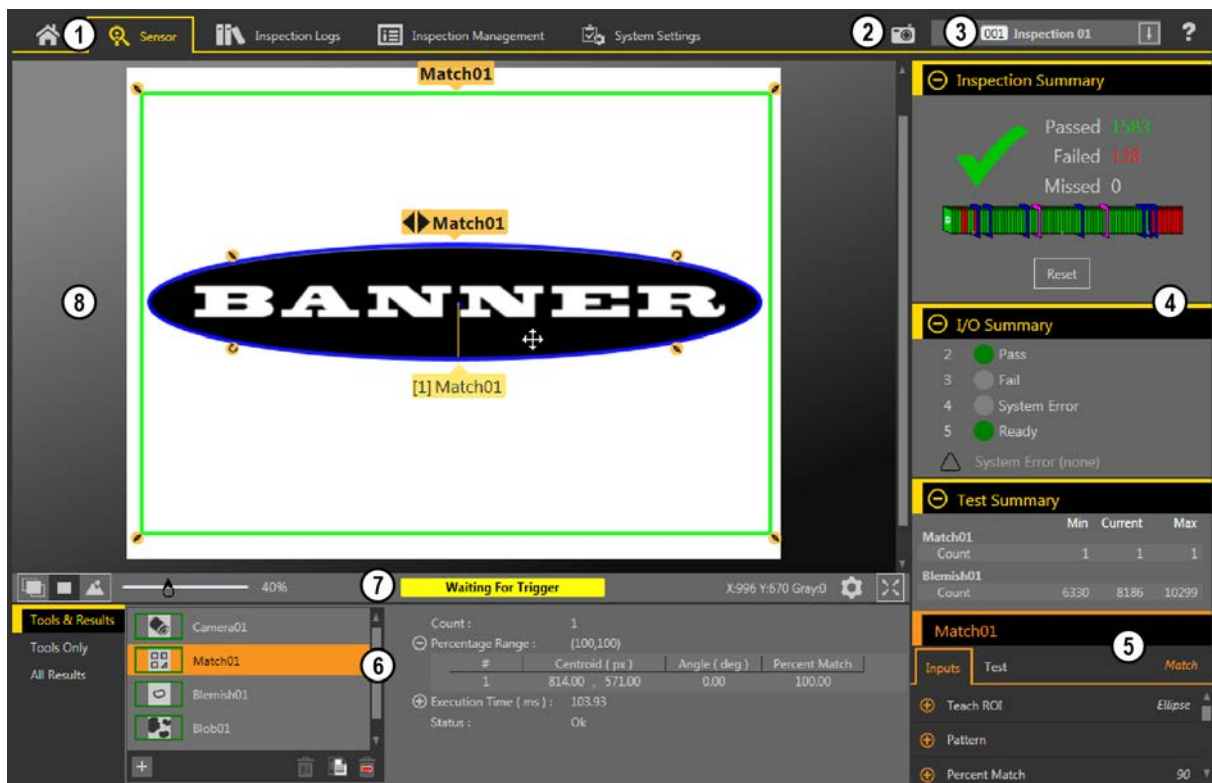 1 Sensor Inspection Logs Inspection Management System Settings 2 3 001 Inspection 01 ?
Match01
Match01
BANNER
[1] Match01
8
Inspection Summary
Passed 1583
Failed 128
Missed 0
Reset
4
I/O Summary
2 Pass
3 Fail
4 System Error
5 Ready
System Error (none)
Test Summary
Min Current Max
Match01
Count 1 1 1
Blemish01
Count 6330 8186 10299
40% 7 Waiting For Trigger X:996 Y:670 Gray:0
Tools & Results
Tools Only
All Results
Camera01
Match01
6
Blemish01
Blob01
Count : 1
Percentage Range : (100,100)
# Centroid ( px ) Angle ( deg ) Percent Match
1 814.00 , 571.00 0.00 100.00
Execution Time ( ms ) : 103.93
Status : Ok
Match01
5
Inputs Test Match
Teach ROI Ellipse
Pattern
Percent Match 90